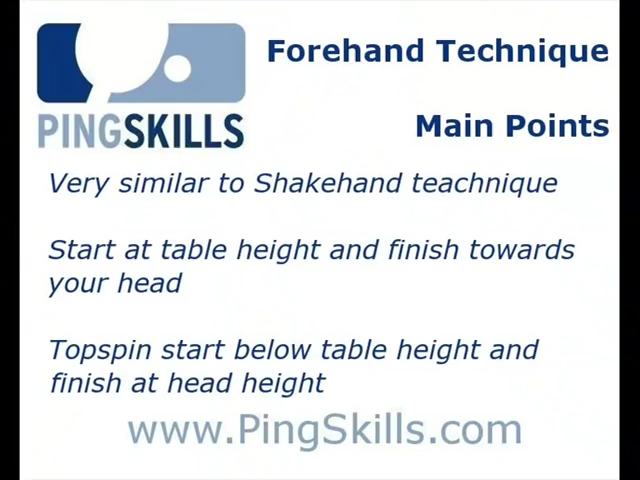 PINGSKILLS
Forehand Technique
Main Points
Very similar to Shakehand teachnique
Start at table height and finish towards
your head
Topspin start below table height and
finish at head height
www.PingSkills.com